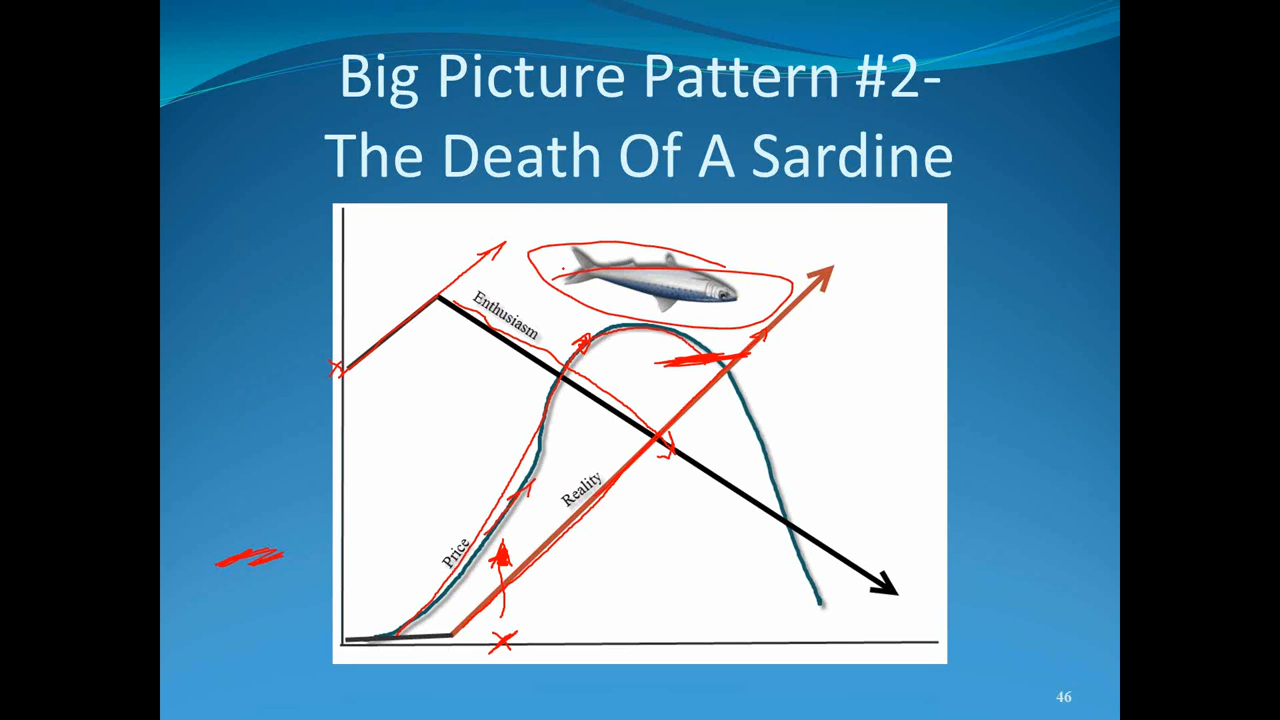 Big Picture Pattern #2-
The Death Of A Sardine
Enthusiasm
Reality
Price
46